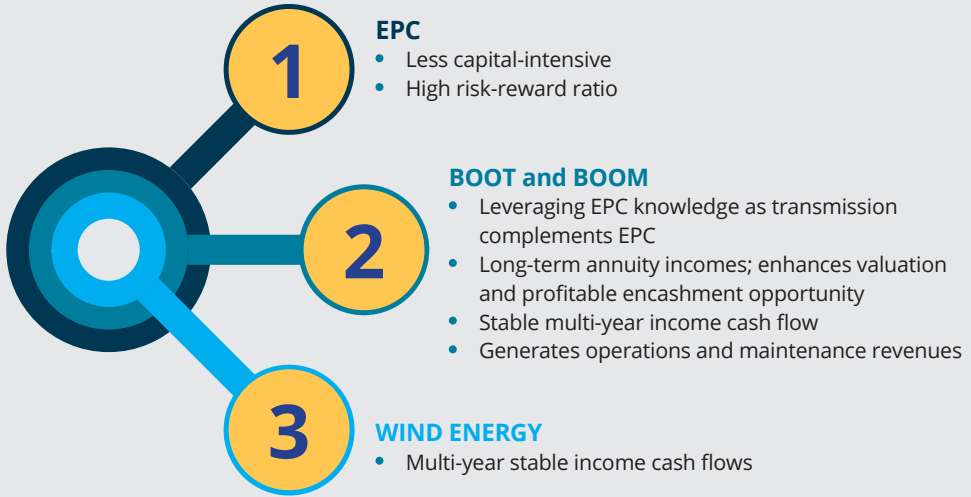 1
EPC
• Less capital-intensive
• High risk-reward ratio
2
BOOT and BOOM
• Leveraging EPC knowledge as transmission
complements EPC
• Long-term annuity incomes; enhances valuation
and profitable encashment opportunity
• Stable multi-year income cash flow
• Generates operations and maintenance revenues
3
WIND ENERGY
• Multi-year stable income cash flows